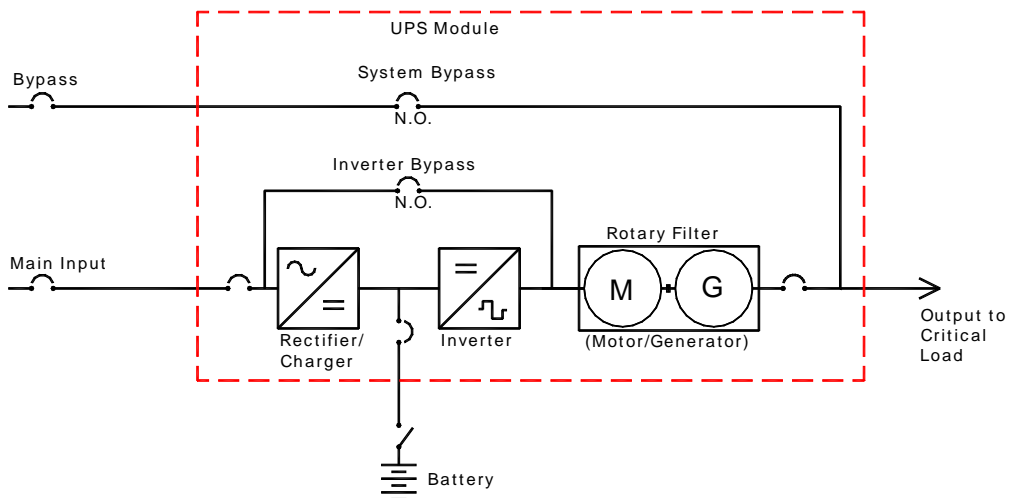 UPS Module
Bypass
System Bypass
N.O.
Inverter Bypass
N.O.
Main Input
Rotary Filter
M
G
Rectifier/
Charger
Inverter
(Motor/Generator)
Output to
Critical
Load
Battery